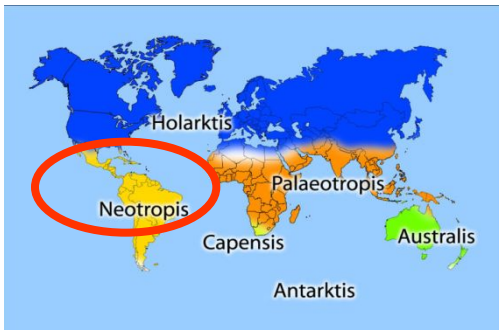 Holarktis
Palaeotropis
Neotropis
Capensis
Australis
Antarktis